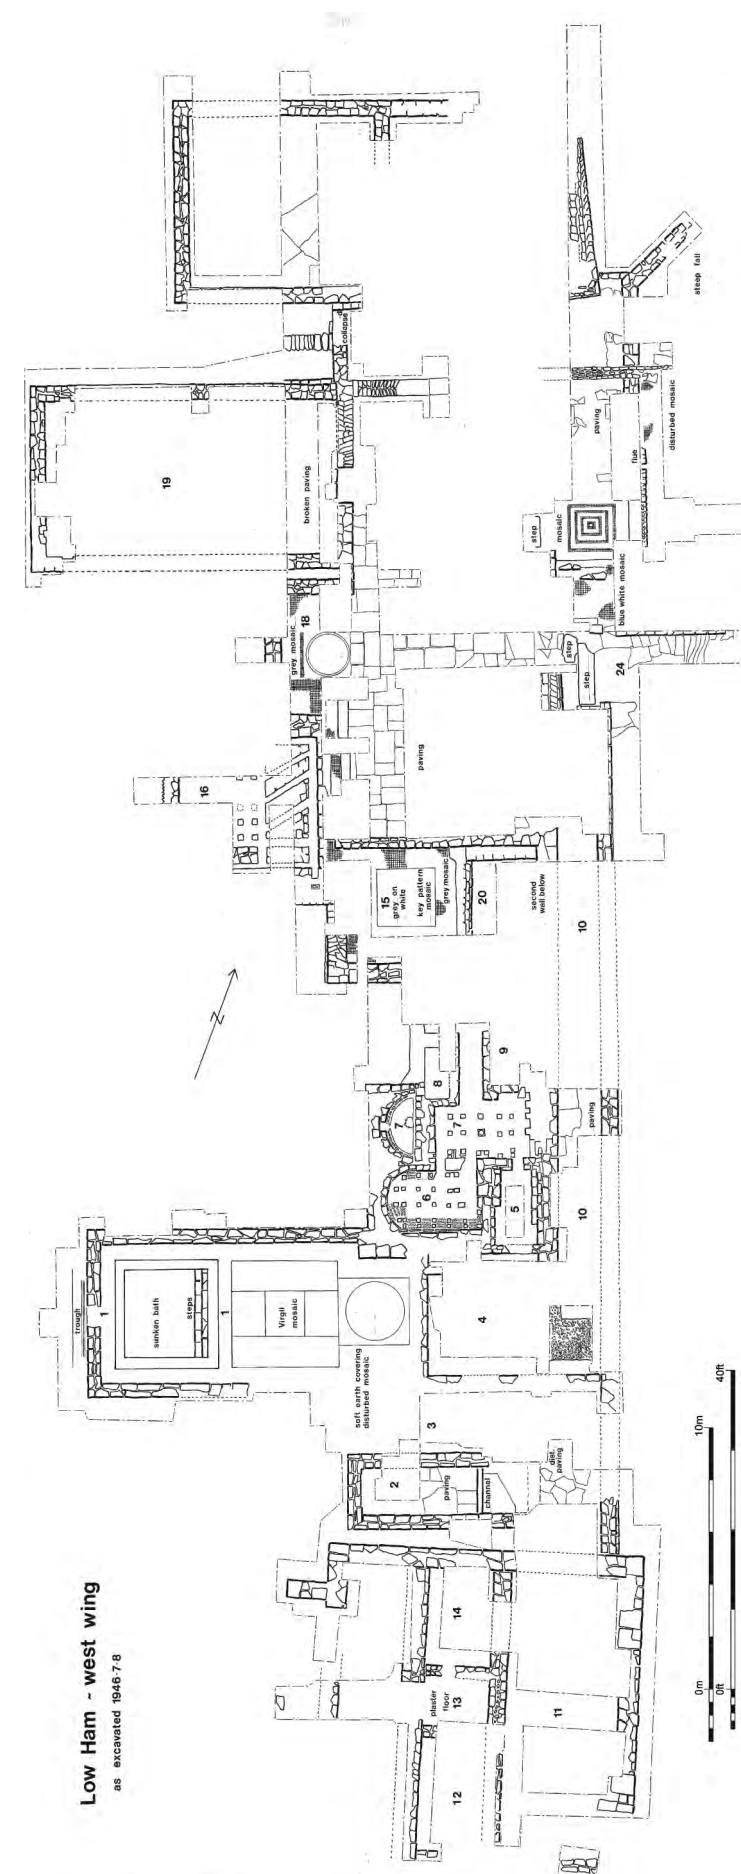 Low Ham - west wing
as excavated 1946-7-8
trough
1
sunken bath
steps
1
Virgil
mosaic
soft earth covering
disturbed mosaic
2
3
4
5
6
7
7
8
9
10
10
paving
paving
channel
dist.
paving
11
12
plaster
floor
13
14
N
15
grey on
white
key pattern
mosaic
grey mosaic
20
second
wall below
16
paving
grey mosaic
18
19
broken paving
collapse
step
step
24
blue white mosaic
step
mosaic
paving
flue
disturbed mosaic
steep fall
0m
10m
0ft
40ft